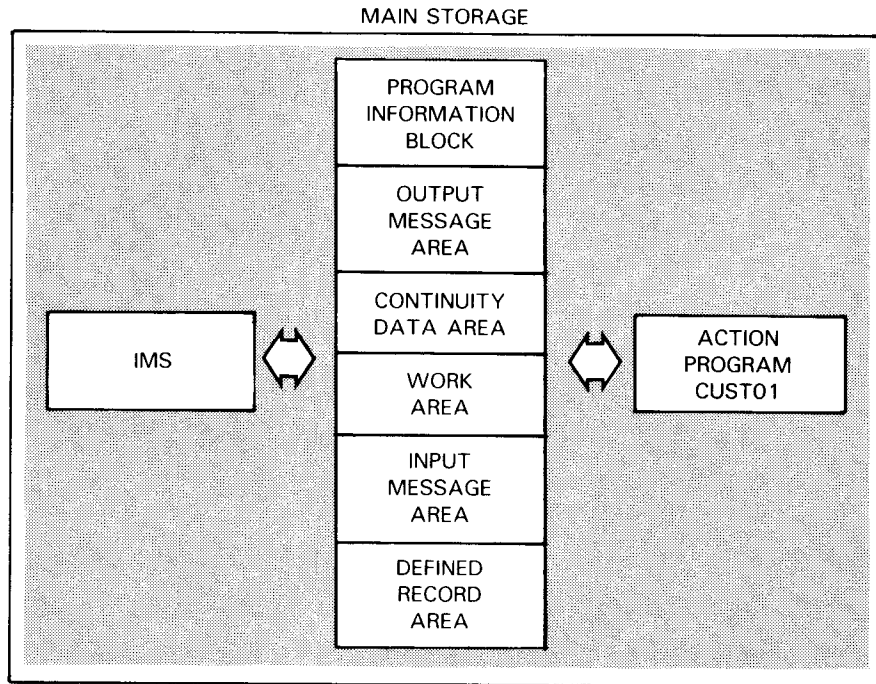 MAIN STORAGE
PROGRAM
INFORMATION
BLOCK
OUTPUT
MESSAGE
AREA
CONTINUITY
DATA AREA
WORK
AREA
INPUT
MESSAGE
AREA
DEFINED
RECORD
AREA
IMS
ACTION
PROGRAM
CUST01